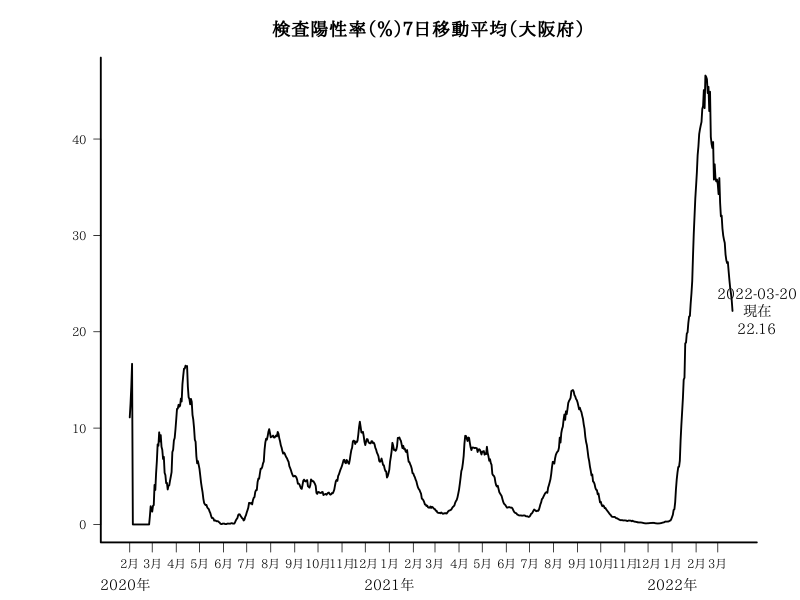 検査陽性率(%)7日移動平均(大阪府)
40
30
20
10
0
2022-03-20
現在
22.16
2月 3月 4月 5月 6月 7月 8月 9月 10月 11月 12月 1月 2月 3月 4月 5月 6月 7月 8月 9月 10月 11月 12月 1月 2月 3月
2020年 2021年 2022年